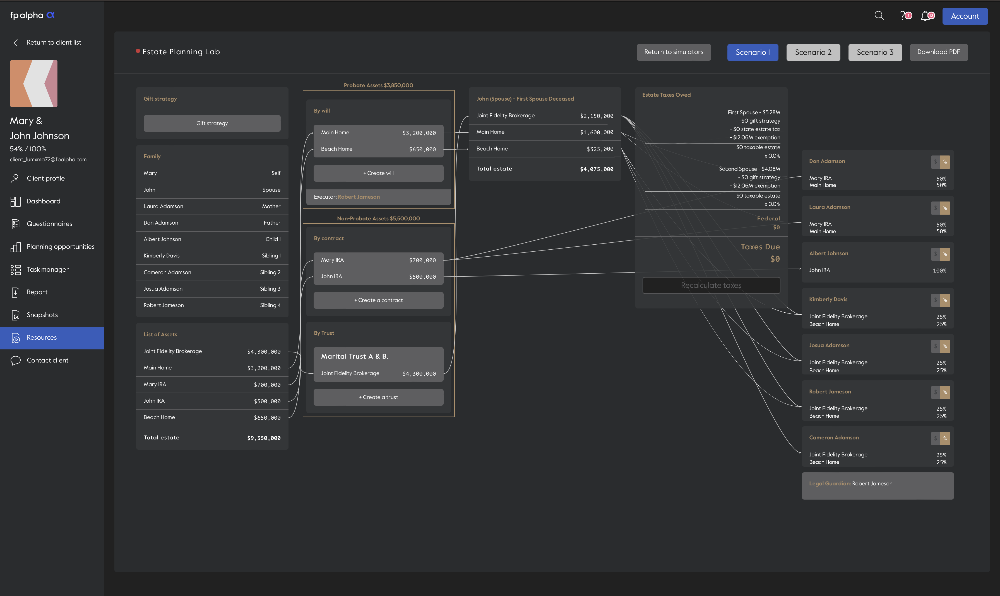 fp alpha
Return to client list
Mary &
John Johnson
54% / 100%
client_lumxma72@fpalpha.com
Client profile
Dashboard
Questionnaires
Planning opportunities
Task manager
Report
Snapshots
Resources
Contact client
?
!
13
Account
Estate Planning Lab
Return to simulators
Scenario 1
Scenario 2
Scenario 3
Download PDF
Gift strategy
Gift strategy
Family
Mary Self
John Spouse
Laura Adamson Mother
Don Adamson Father
Albert Johnson Child 1
Kimberly Davis Sibling 1
Cameron Adamson Sibling 2
Josua Adamson Sibling 3
Robert Jameson Sibling 4
List of Assets
Joint Fidelity Brokerage $4,300,000
Main Home $3,200,000
Mary IRA $700,000
John IRA $500,000
Beach Home $650,000
Total estate $9,350,000
Probate Assets $3,850,000
By will
Main Home $3,200,000
Beach Home $650,000
+ Create will
Executor: Robert Jameson
Non-Probate Assets $5,500,000
By contract
Mary IRA $700,000
John IRA $500,000
+ Create a contract
By Trust
Marital Trust A & B.
Joint Fidelity Brokerage $4,300,000
+ Create a trust
John (Spouse) - First Spouse Deceased
Joint Fidelity Brokerage $2,150,000
Main Home $1,600,000
Beach Home $325,000
Total estate $4,075,000
Estate Taxes Owed
First Spouse - $5.28M
- $0 gift strategy
- $0 state estate tax
- $12.06M exemption
$0 taxable estate
x 0.0%
Second Spouse - $4.08M
- $0 gift strategy
- $12.06M exemption
$0 taxable estate
x 0.0%
Federal
$0
Taxes Due
$0
Recalculate taxes
Don Adamson $ %
Mary IRA 50%
Main Home 50%
Laura Adamson $ %
Mary IRA 50%
Main Home 50%
Albert Johnson $ %
John IRA 100%
Kimberly Davis $ %
Joint Fidelity Brokerage 25%
Beach Home 25%
Josua Adamson $ %
Joint Fidelity Brokerage 25%
Beach Home 25%
Robert Jameson $ %
Joint Fidelity Brokerage 25%
Beach Home 25%
Cameron Adamson $ %
Joint Fidelity Brokerage 25%
Beach Home 25%
Legal Guardian: Robert Jameson